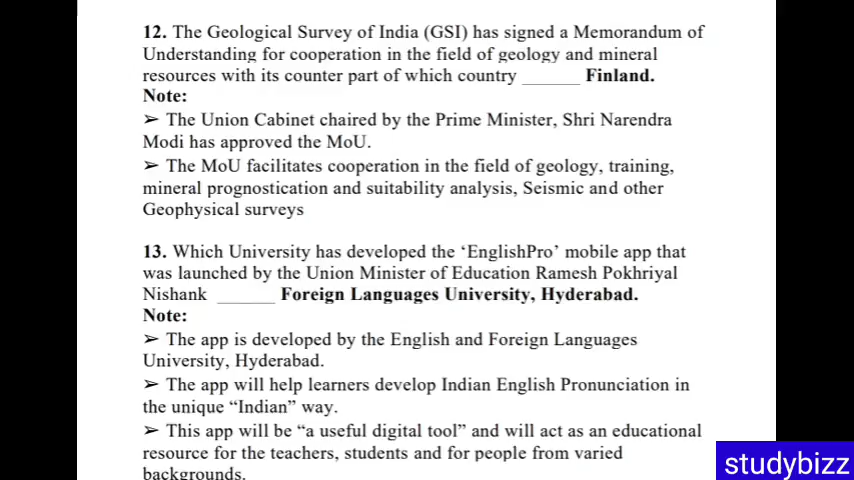 12. The Geological Survey of India (GSI) has signed a Memorandum of
Understanding for cooperation in the field of geology and mineral
resources with its counter part of which country ______ Finland.
Note:
➢ The Union Cabinet chaired by the Prime Minister, Shri Narendra
Modi has approved the MoU.
➢ The MoU facilitates cooperation in the field of geology, training,
mineral prognostication and suitability analysis, Seismic and other
Geophysical surveys
13. Which University has developed the ‘EnglishPro’ mobile app that
was launched by the Union Minister of Education Ramesh Pokhriyal
Nishank ______ Foreign Languages University, Hyderabad.
Note:
➢ The app is developed by the English and Foreign Languages
University, Hyderabad.
➢ The app will help learners develop Indian English Pronunciation in
the unique “Indian” way.
➢ This app will be “a useful digital tool” and will act as an educational
resource for the teachers, students and for people from varied
backgrounds.
studybizz